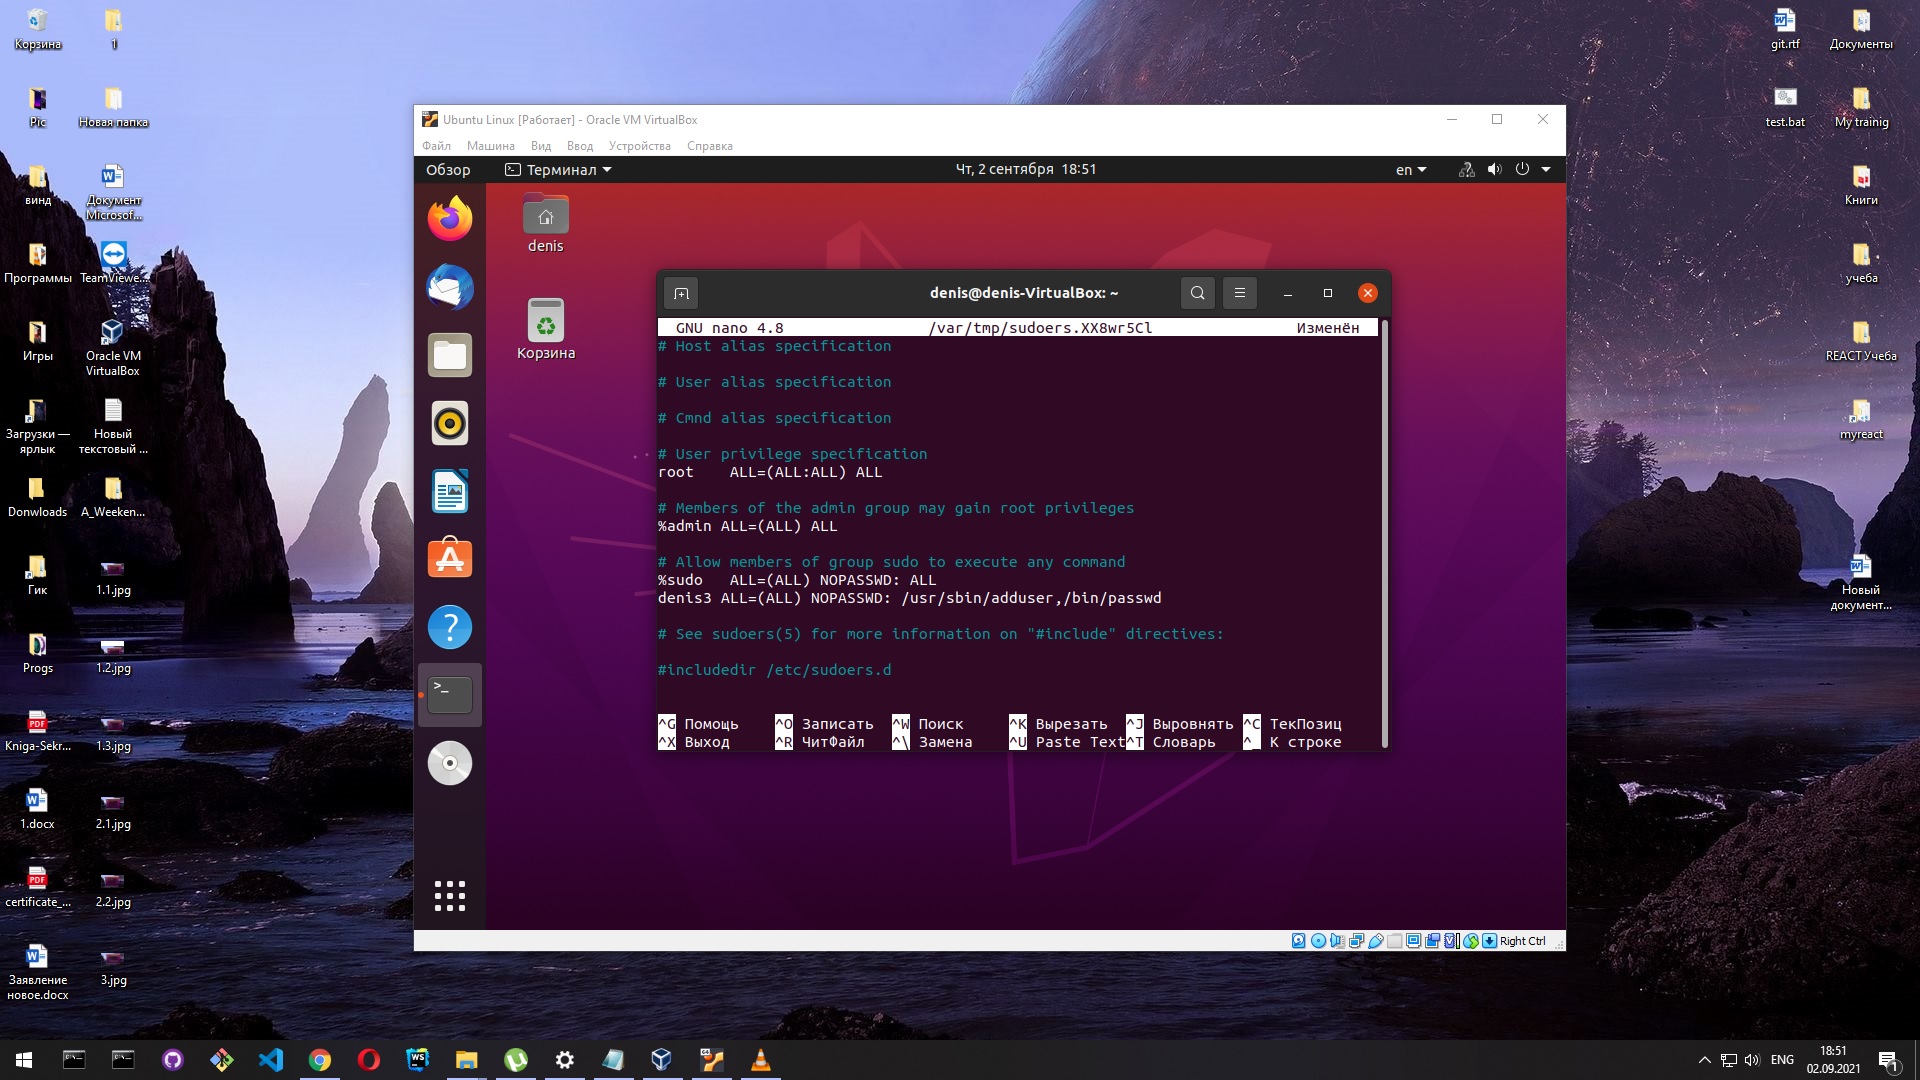 Корзина
1
git.rtf
Документы
Pic
Новая папка
test.bat
My trainig
винд
Документ
Microsof...
Книги
Программы
TeamViewe...
учеба
Игры
Oracle VM
VirtualBox
REACT Учеба
Загрузки —
ярлык
Новый
текстовый ...
myreact
Donwloads
A_Weeken...
Гик
1.1.jpg
Новый
документ...
Progs
1.2.jpg
Kniga-Sekr...
1.3.jpg
1.docx
2.1.jpg
certificate_...
2.2.jpg
Заявление
новое.docx
3.jpg
Ubuntu Linux [Работает] - Oracle VM VirtualBox
Файл Машина Вид Ввод Устройства Справка
Обзор Терминал Чт, 2 сентября 18:51 en
denis
Корзина
denis@denis-VirtualBox: ~
GNU nano 4.8 /var/tmp/sudoers.XX8wr5Cl Изменён
# Host alias specification
# User alias specification
# Cmnd alias specification
# User privilege specification
root ALL=(ALL:ALL) ALL
# Members of the admin group may gain root privileges
%admin ALL=(ALL) ALL
# Allow members of group sudo to execute any command
%sudo ALL=(ALL) NOPASSWD: ALL
denis3 ALL=(ALL) NOPASSWD: /usr/sbin/adduser,/bin/passwd
# See sudoers(5) for more information on "#include" directives:
#includedir /etc/sudoers.d
^G Помощь ^O Записать ^W Поиск ^K Вырезать ^J Выровнять ^C ТекПозиц
^X Выход ^R ЧитФайл ^\ Замена ^U Paste Text ^T Словарь ^_ К строке
Right Ctrl
ENG
18:51
02.09.2021
1